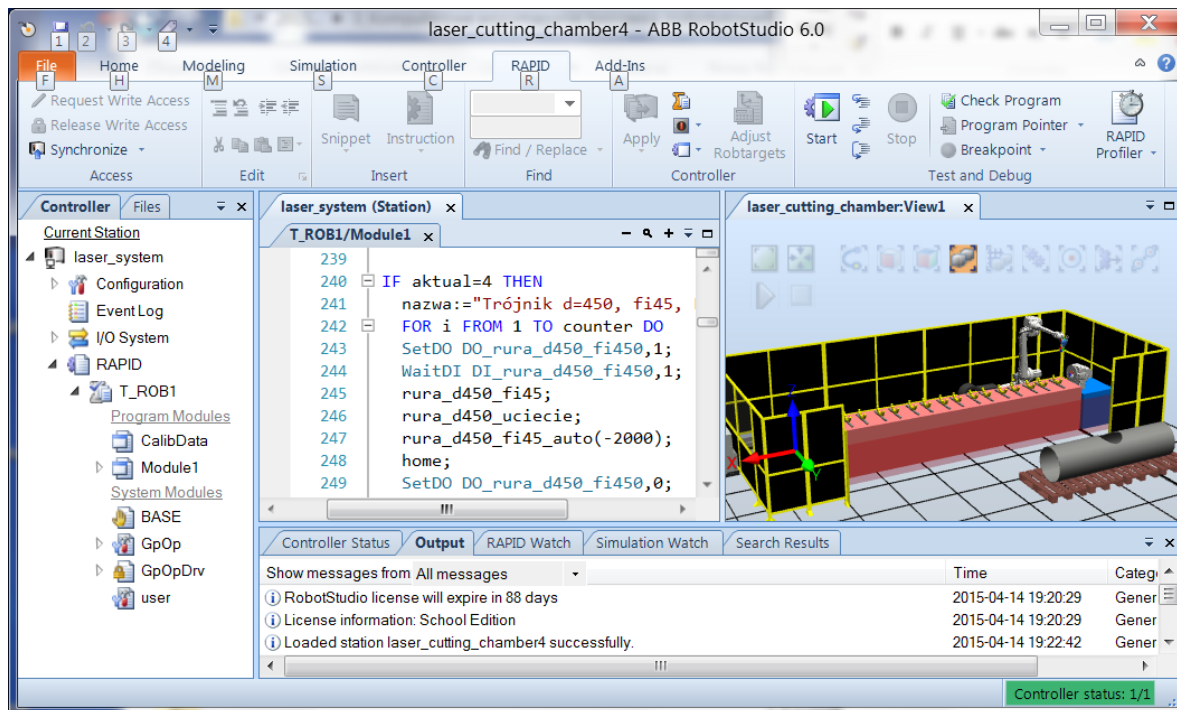 laser_cutting_chamber4 - ABB RobotStudio 6.0
1 2 3 4
File Home Modeling Simulation Controller RAPID Add-Ins
F H M S C R A
Request Write Access
Release Write Access
Synchronize
Access
Edit
Snippet Instruction
Insert
Find / Replace
Find
Apply
Adjust Robtargets
Controller
Start
Stop
Check Program
Program Pointer
Breakpoint
RAPID Profiler
Test and Debug
Controller Files
Current Station
laser_system
Configuration
Event Log
I/O System
RAPID
T_ROB1
Program Modules
CalibData
Module1
System Modules
BASE
GpOp
GpOpDrv
user
laser_system (Station)
T_ROB1/Module1
239
240 IF aktual=4 THEN
241 nazwa:="Trójnik d=450, fi45,
242 FOR i FROM 1 TO counter DO
243 SetDO DO_rura_d450_fi450,1;
244 WaitDI DI_rura_d450_fi450,1;
245 rura_d450_fi45;
246 rura_d450_uciecie;
247 rura_d450_fi45_auto(-2000);
248 home;
249 SetDO DO_rura_d450_fi450,0;
laser_cutting_chamber:View1
Z
X
Y
Controller Status Output RAPID Watch Simulation Watch Search Results
Show messages from All messages Time Categ
RobotStudio license will expire in 88 days 2015-04-14 19:20:29 Gener
License information: School Edition 2015-04-14 19:20:29 Gener
Loaded station laser_cutting_chamber4 successfully. 2015-04-14 19:22:42 Gener
Controller status: 1/1